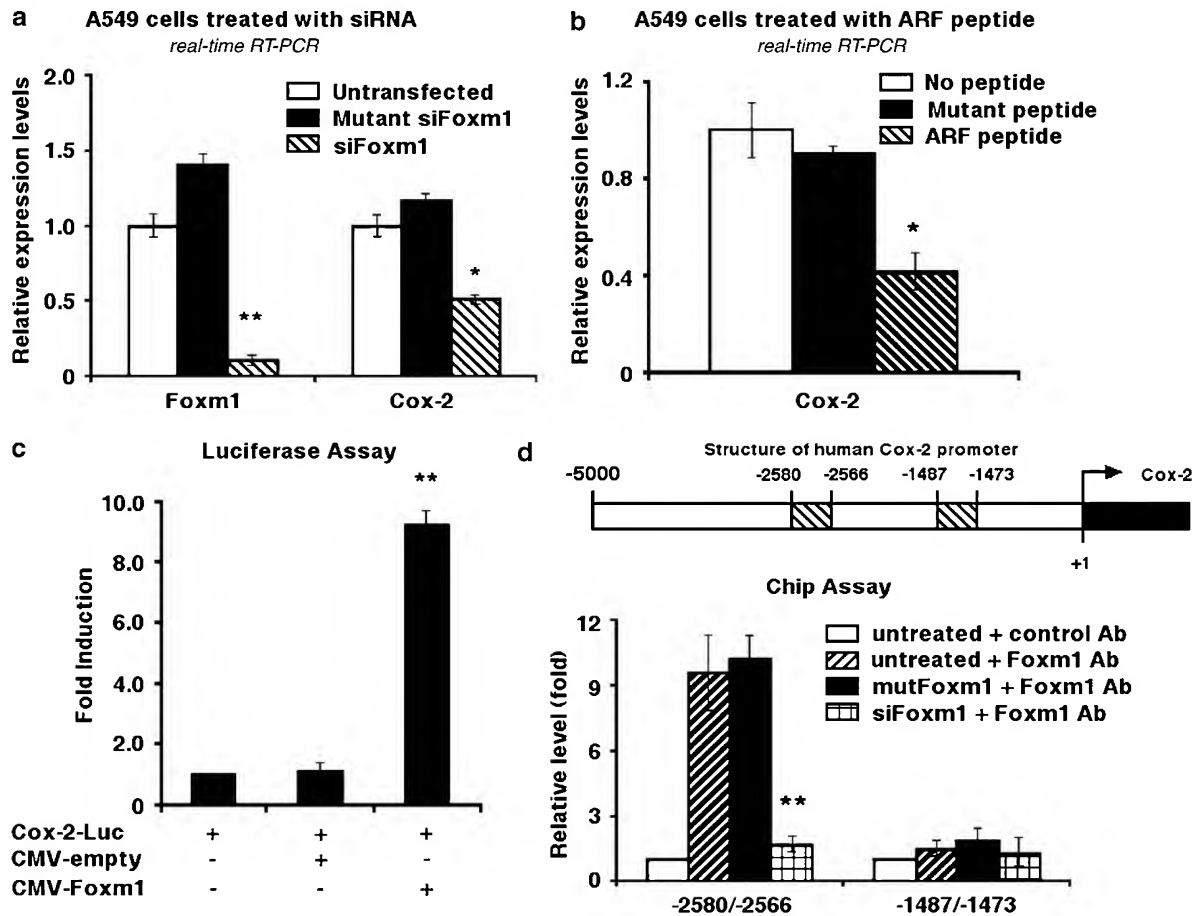 a
A549 cells treated with siRNA
real-time RT-PCR
Relative expression levels
2.0
1.5
1.0
0.5
0
Untransfected
Mutant siFoxm1
siFoxm1
**
*
Foxm1
Cox-2
b
A549 cells treated with ARF peptide
real-time RT-PCR
Relative expression levels
1.2
0.8
0.4
0
No peptide
Mutant peptide
ARF peptide
*
Cox-2
c
Luciferase Assay
Fold Induction
10.0
8.0
6.0
4.0
2.0
0
**
Cox-2-Luc + + +
CMV-empty - + -
CMV-Foxm1 - - +
d
Structure of human Cox-2 promoter
-5000 -2580 -2566 -1487 -1473 Cox-2
+1
Chip Assay
Relative level (fold)
12
9
6
3
0
untreated + control Ab
untreated + Foxm1 Ab
mutFoxm1 + Foxm1 Ab
siFoxm1 + Foxm1 Ab
**
-2580/-2566
-1487/-1473